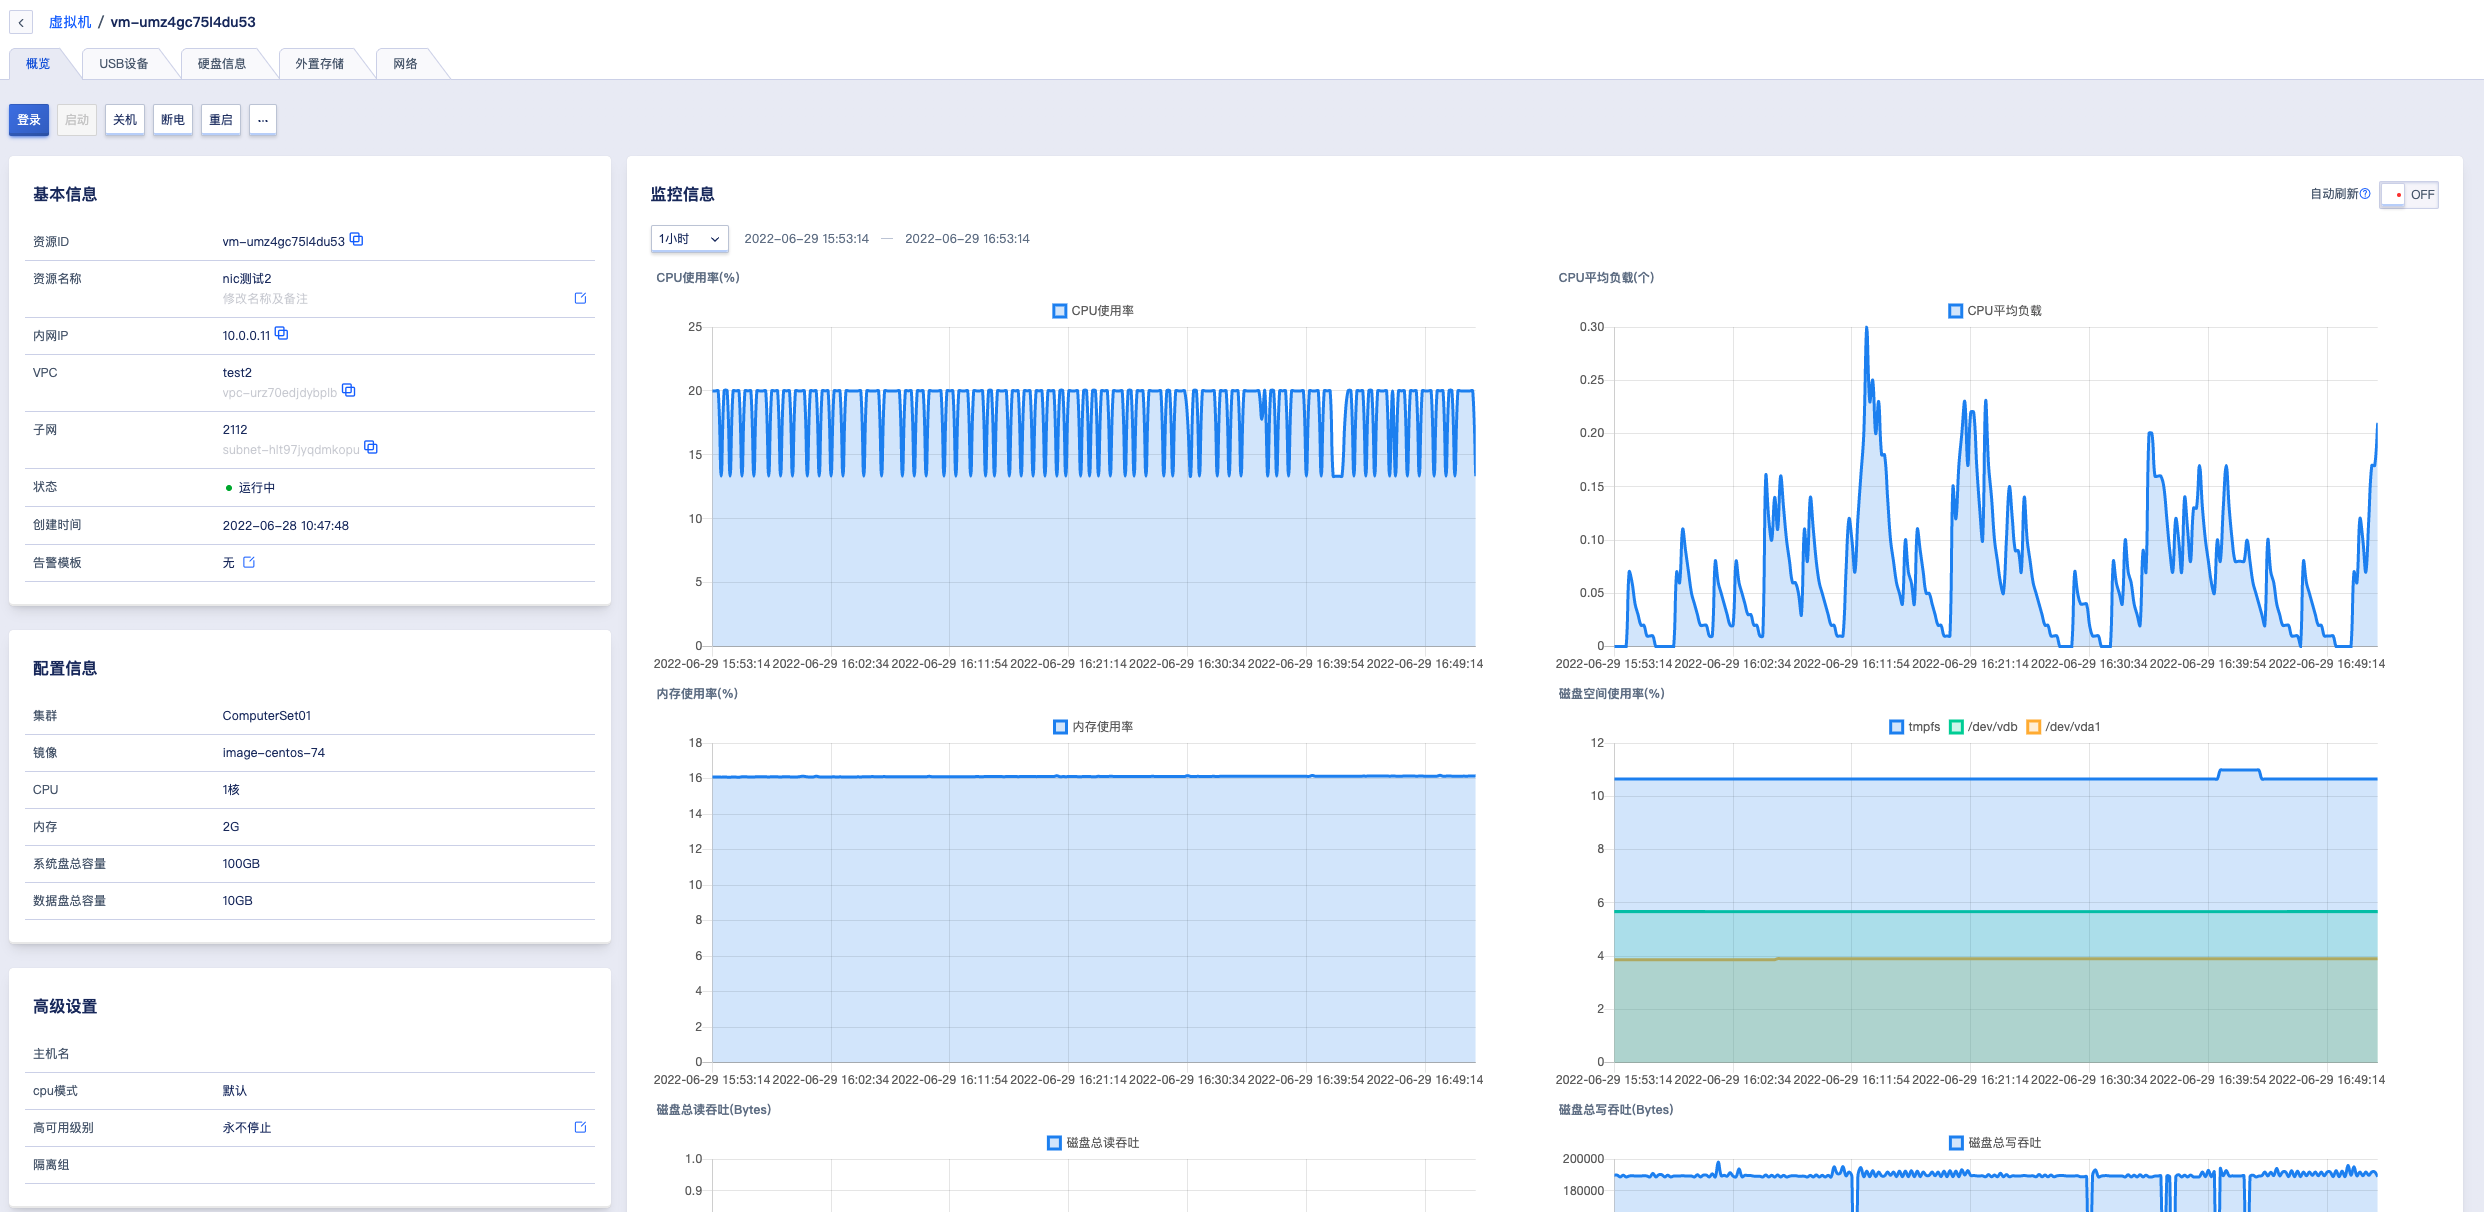 虚拟机 / vm-umz4gc75l4du53
概览 USB设备 硬盘信息 外置存储 网络
登录 启动 关机 断电 重启 ...
基本信息
资源ID vm-umz4gc75l4du53
资源名称 nic测试2
修改名称及备注
内网IP 10.0.0.11
VPC test2
vpc-urz70edjdybplb
子网 2112
subnet-hlt97jyqdmkopu
状态 运行中
创建时间 2022-06-28 10:47:48
告警模板 无
配置信息
集群 ComputerSet01
镜像 image-centos-74
CPU 1核
内存 2G
系统盘总容量 100GB
数据盘总容量 10GB
高级设置
主机名
cpu模式 默认
高可用级别 永不停止
隔离组
监控信息
自动刷新 OFF
1小时 2022-06-29 15:53:14 — 2022-06-29 16:53:14
CPU使用率(%)
CPU使用率
25
20
15
10
5
0
2022-06-29 15:53:14 2022-06-29 16:02:34 2022-06-29 16:11:54 2022-06-29 16:21:14 2022-06-29 16:30:34 2022-06-29 16:39:54 2022-06-29 16:49:14
CPU平均负载(个)
CPU平均负载
0.30
0.25
0.20
0.15
0.10
0.05
0
2022-06-29 15:53:14 2022-06-29 16:02:34 2022-06-29 16:11:54 2022-06-29 16:21:14 2022-06-29 16:30:34 2022-06-29 16:39:54 2022-06-29 16:49:14
内存使用率(%)
内存使用率
18
16
14
12
10
8
6
4
2
0
2022-06-29 15:53:14 2022-06-29 16:02:34 2022-06-29 16:11:54 2022-06-29 16:21:14 2022-06-29 16:30:34 2022-06-29 16:39:54 2022-06-29 16:49:14
磁盘空间使用率(%)
tmpfs /dev/vdb /dev/vda1
12
10
8
6
4
2
0
2022-06-29 15:53:14 2022-06-29 16:02:34 2022-06-29 16:11:54 2022-06-29 16:21:14 2022-06-29 16:30:34 2022-06-29 16:39:54 2022-06-29 16:49:14
磁盘总读吞吐(Bytes)
磁盘总读吞吐
1.0
0.9
磁盘总写吞吐(Bytes)
磁盘总写吞吐
200000
180000